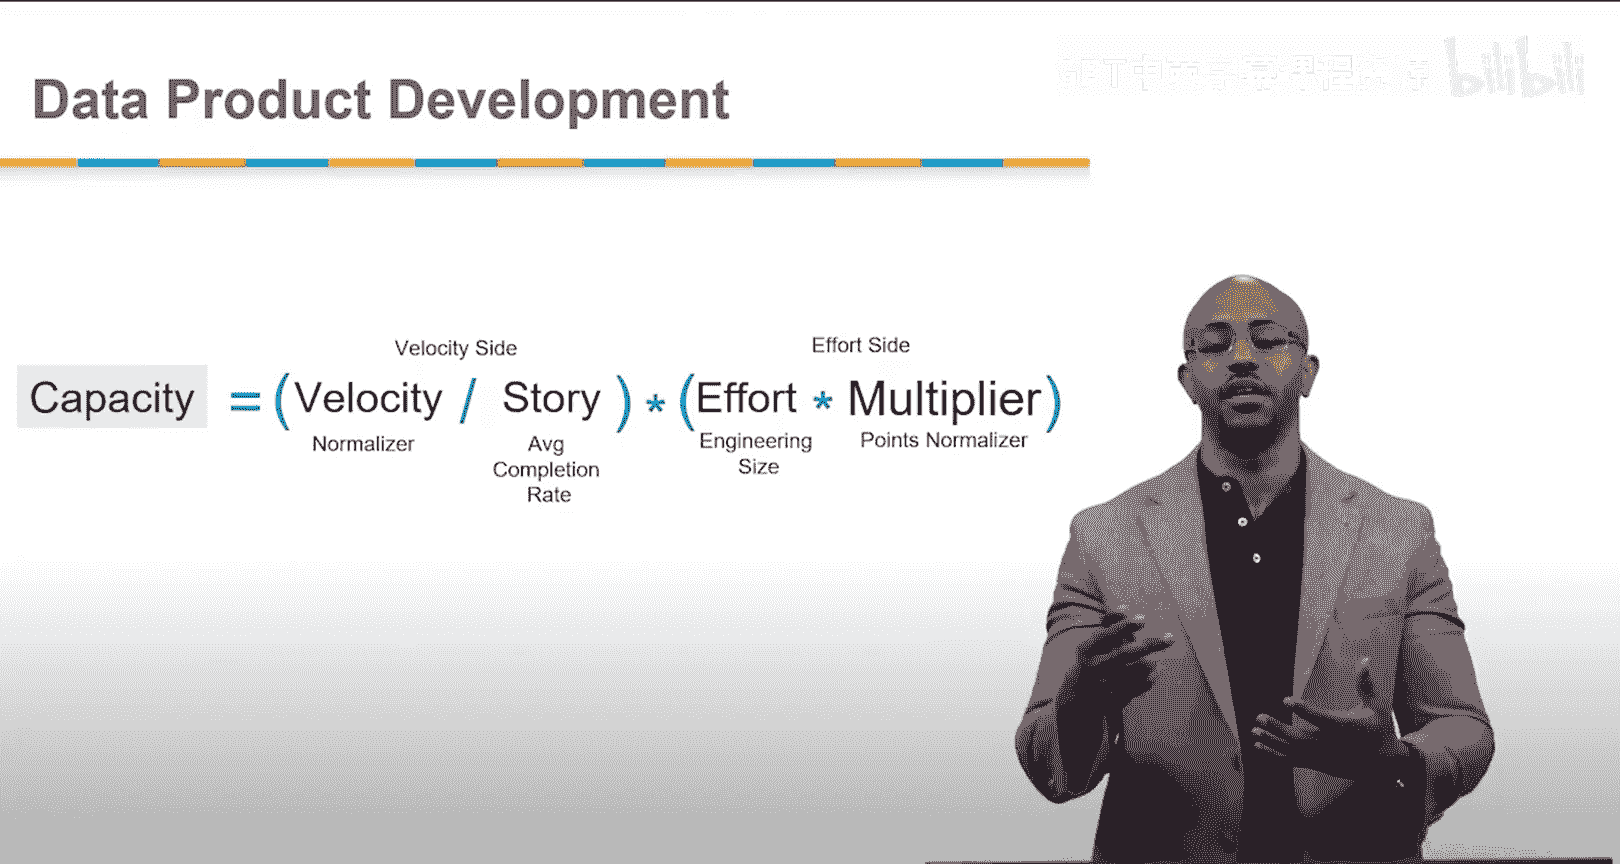 bilibili
Data Product Development
Velocity Side
Effort Side
Capacity = (Velocity / Story) * (Effort * Multiplier)
Normalizer
Avg
Completion
Rate
Engineering
Size
Points Normalizer